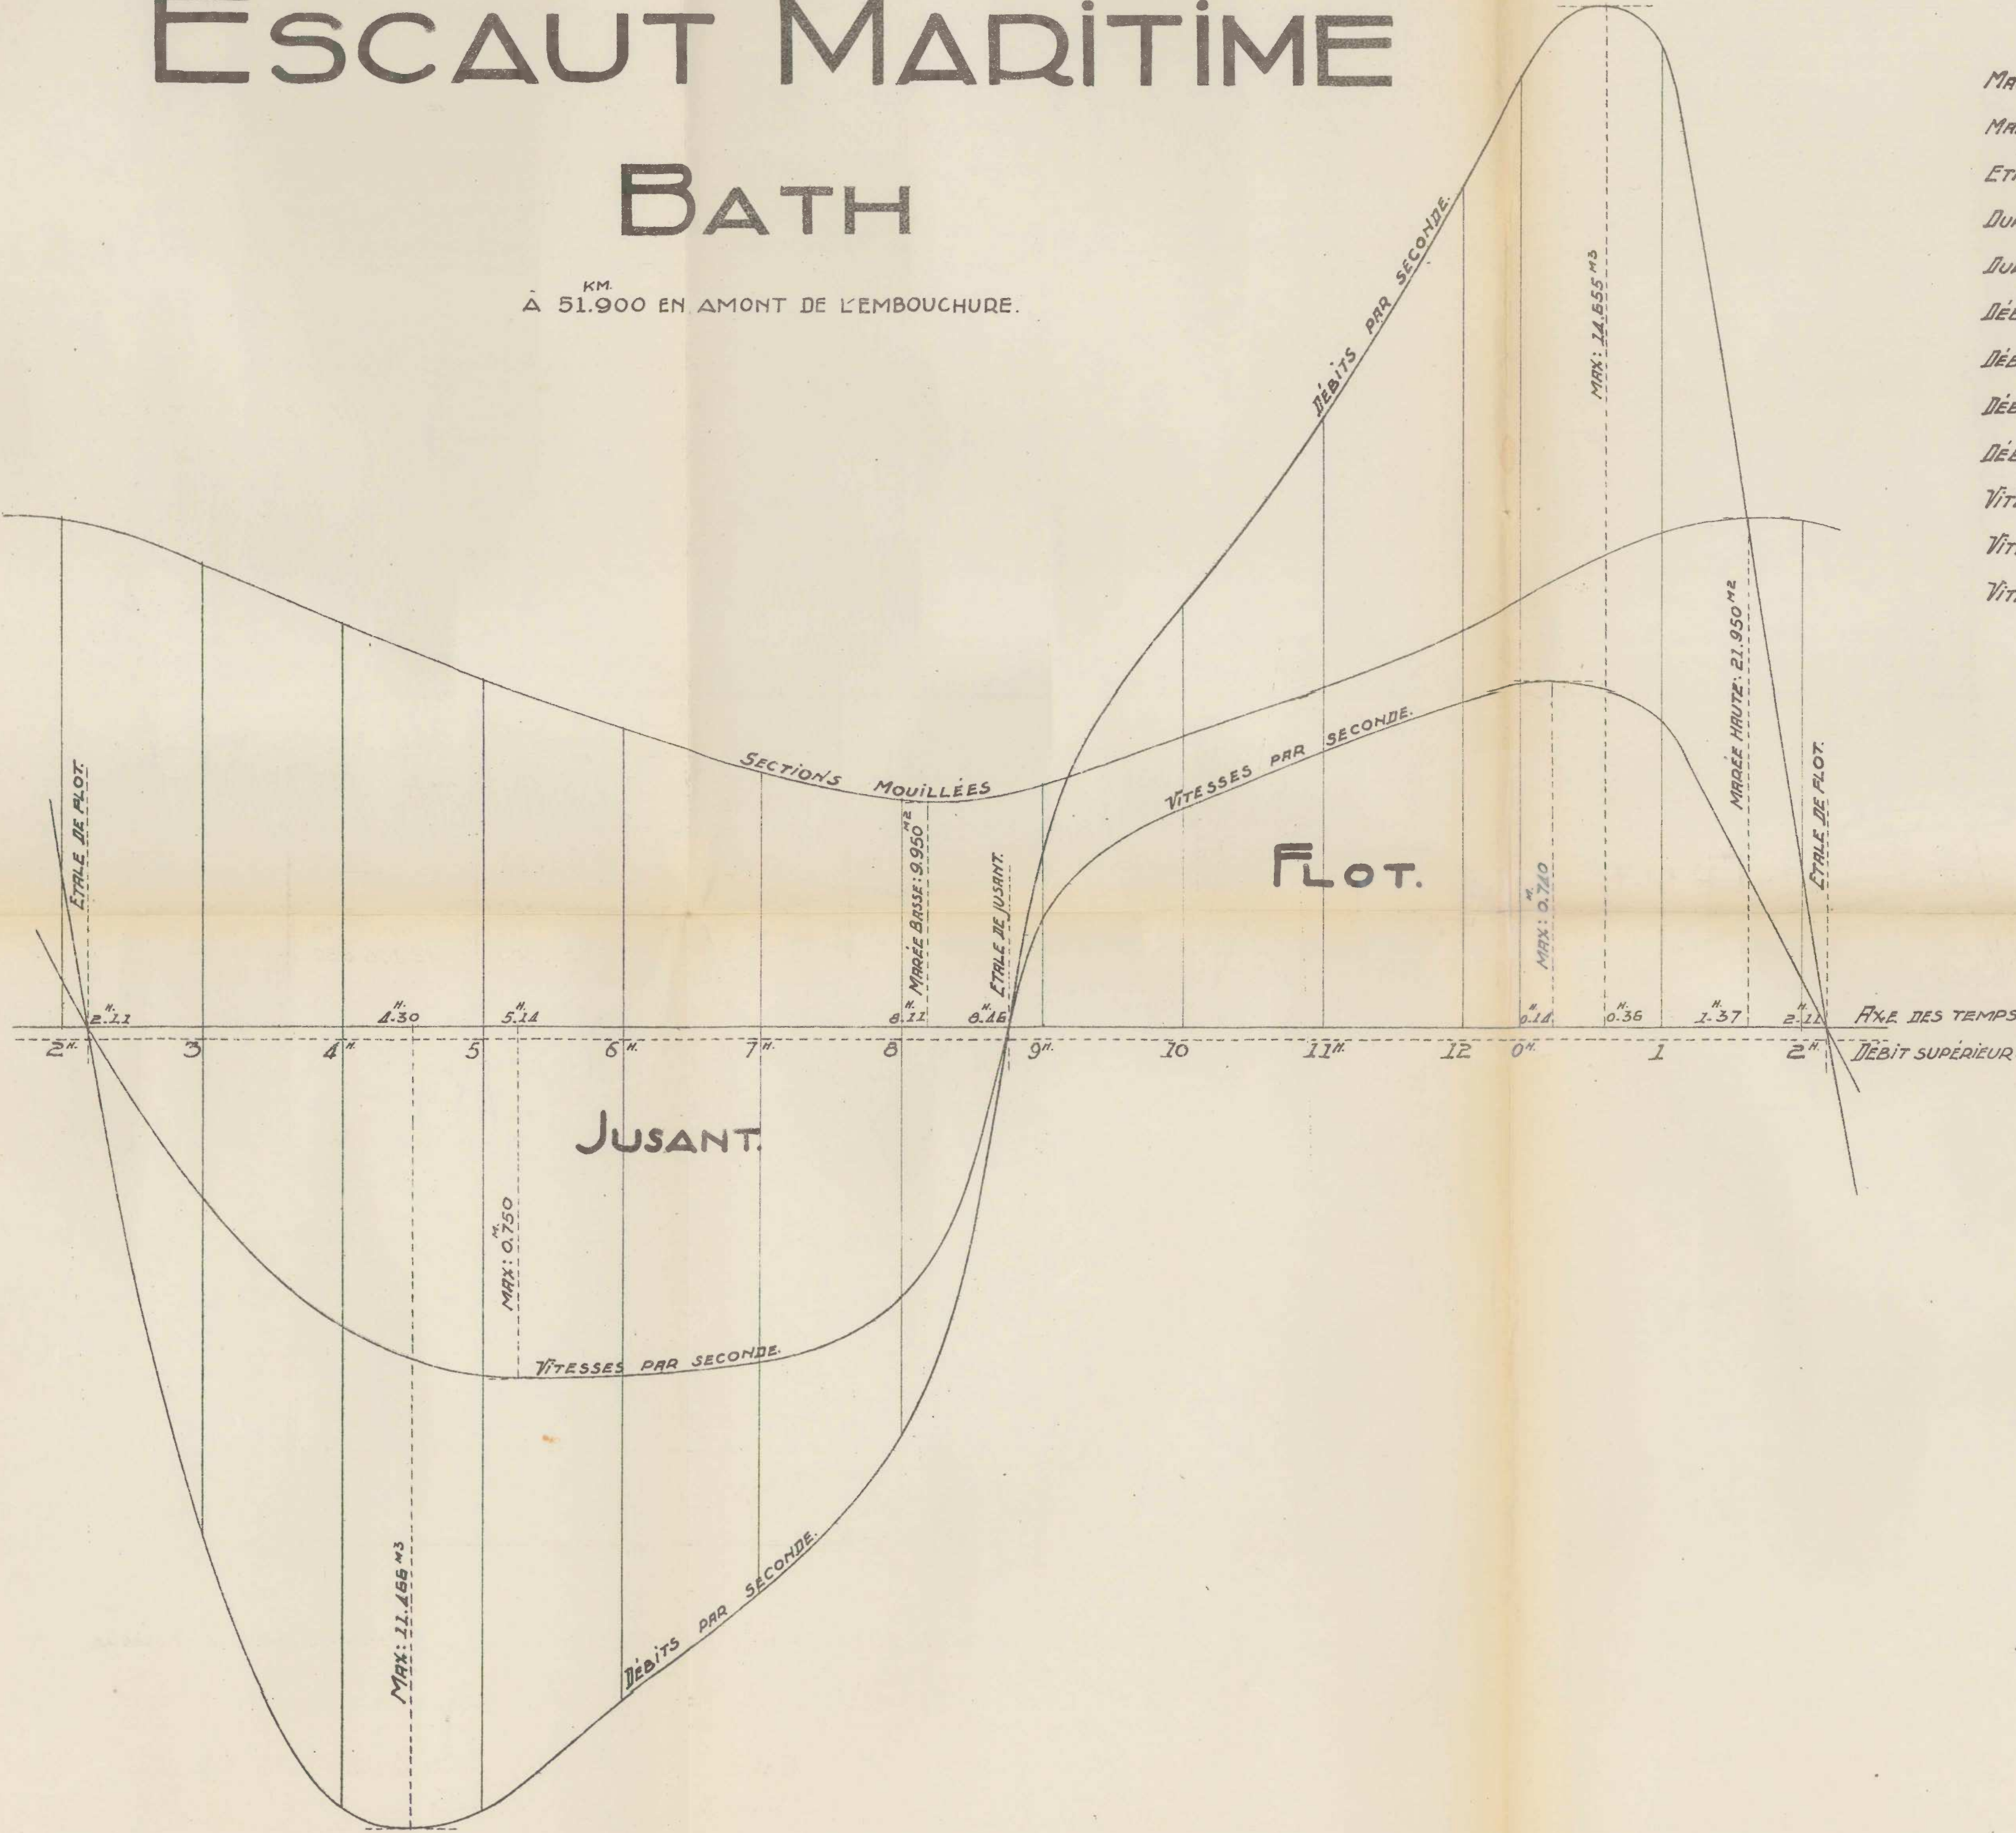 ESCAUT MARITIME
BATH
À 51.900 KM. EN AMONT DE L'EMBOUCHURE.
DÉBITS PAR SECONDE.
MAX: 14.655 M3
SECTIONS MOUILLÉES
VITESSES PAR SECONDE.
FLOT.
ETALE DE FLOT.
MARÉE BASSE: 9.950 M2
ETALE DE JUSANT.
MAX: 0.740 M.
MARÉE HAUTE: 21.950 M2
ETALE DE FLOT.
2.11 H. 4.30 H. 5.14 H. 8.11 H. 8.46 H. 0.14 H. 0.36 H. 1.37 H. 2.11 H. AXE DES TEMPS
2 H. 3 4 H. 5 6 H. 7 H. 8 9 H. 10 11 H. 12 0 H. 1 2 H. DÉBIT SUPÉRIEUR
JUSANT.
MAX: 0.750 M.
VITESSES PAR SECONDE.
MAX: 11.466 M3
DÉBITS PAR SECONDE.